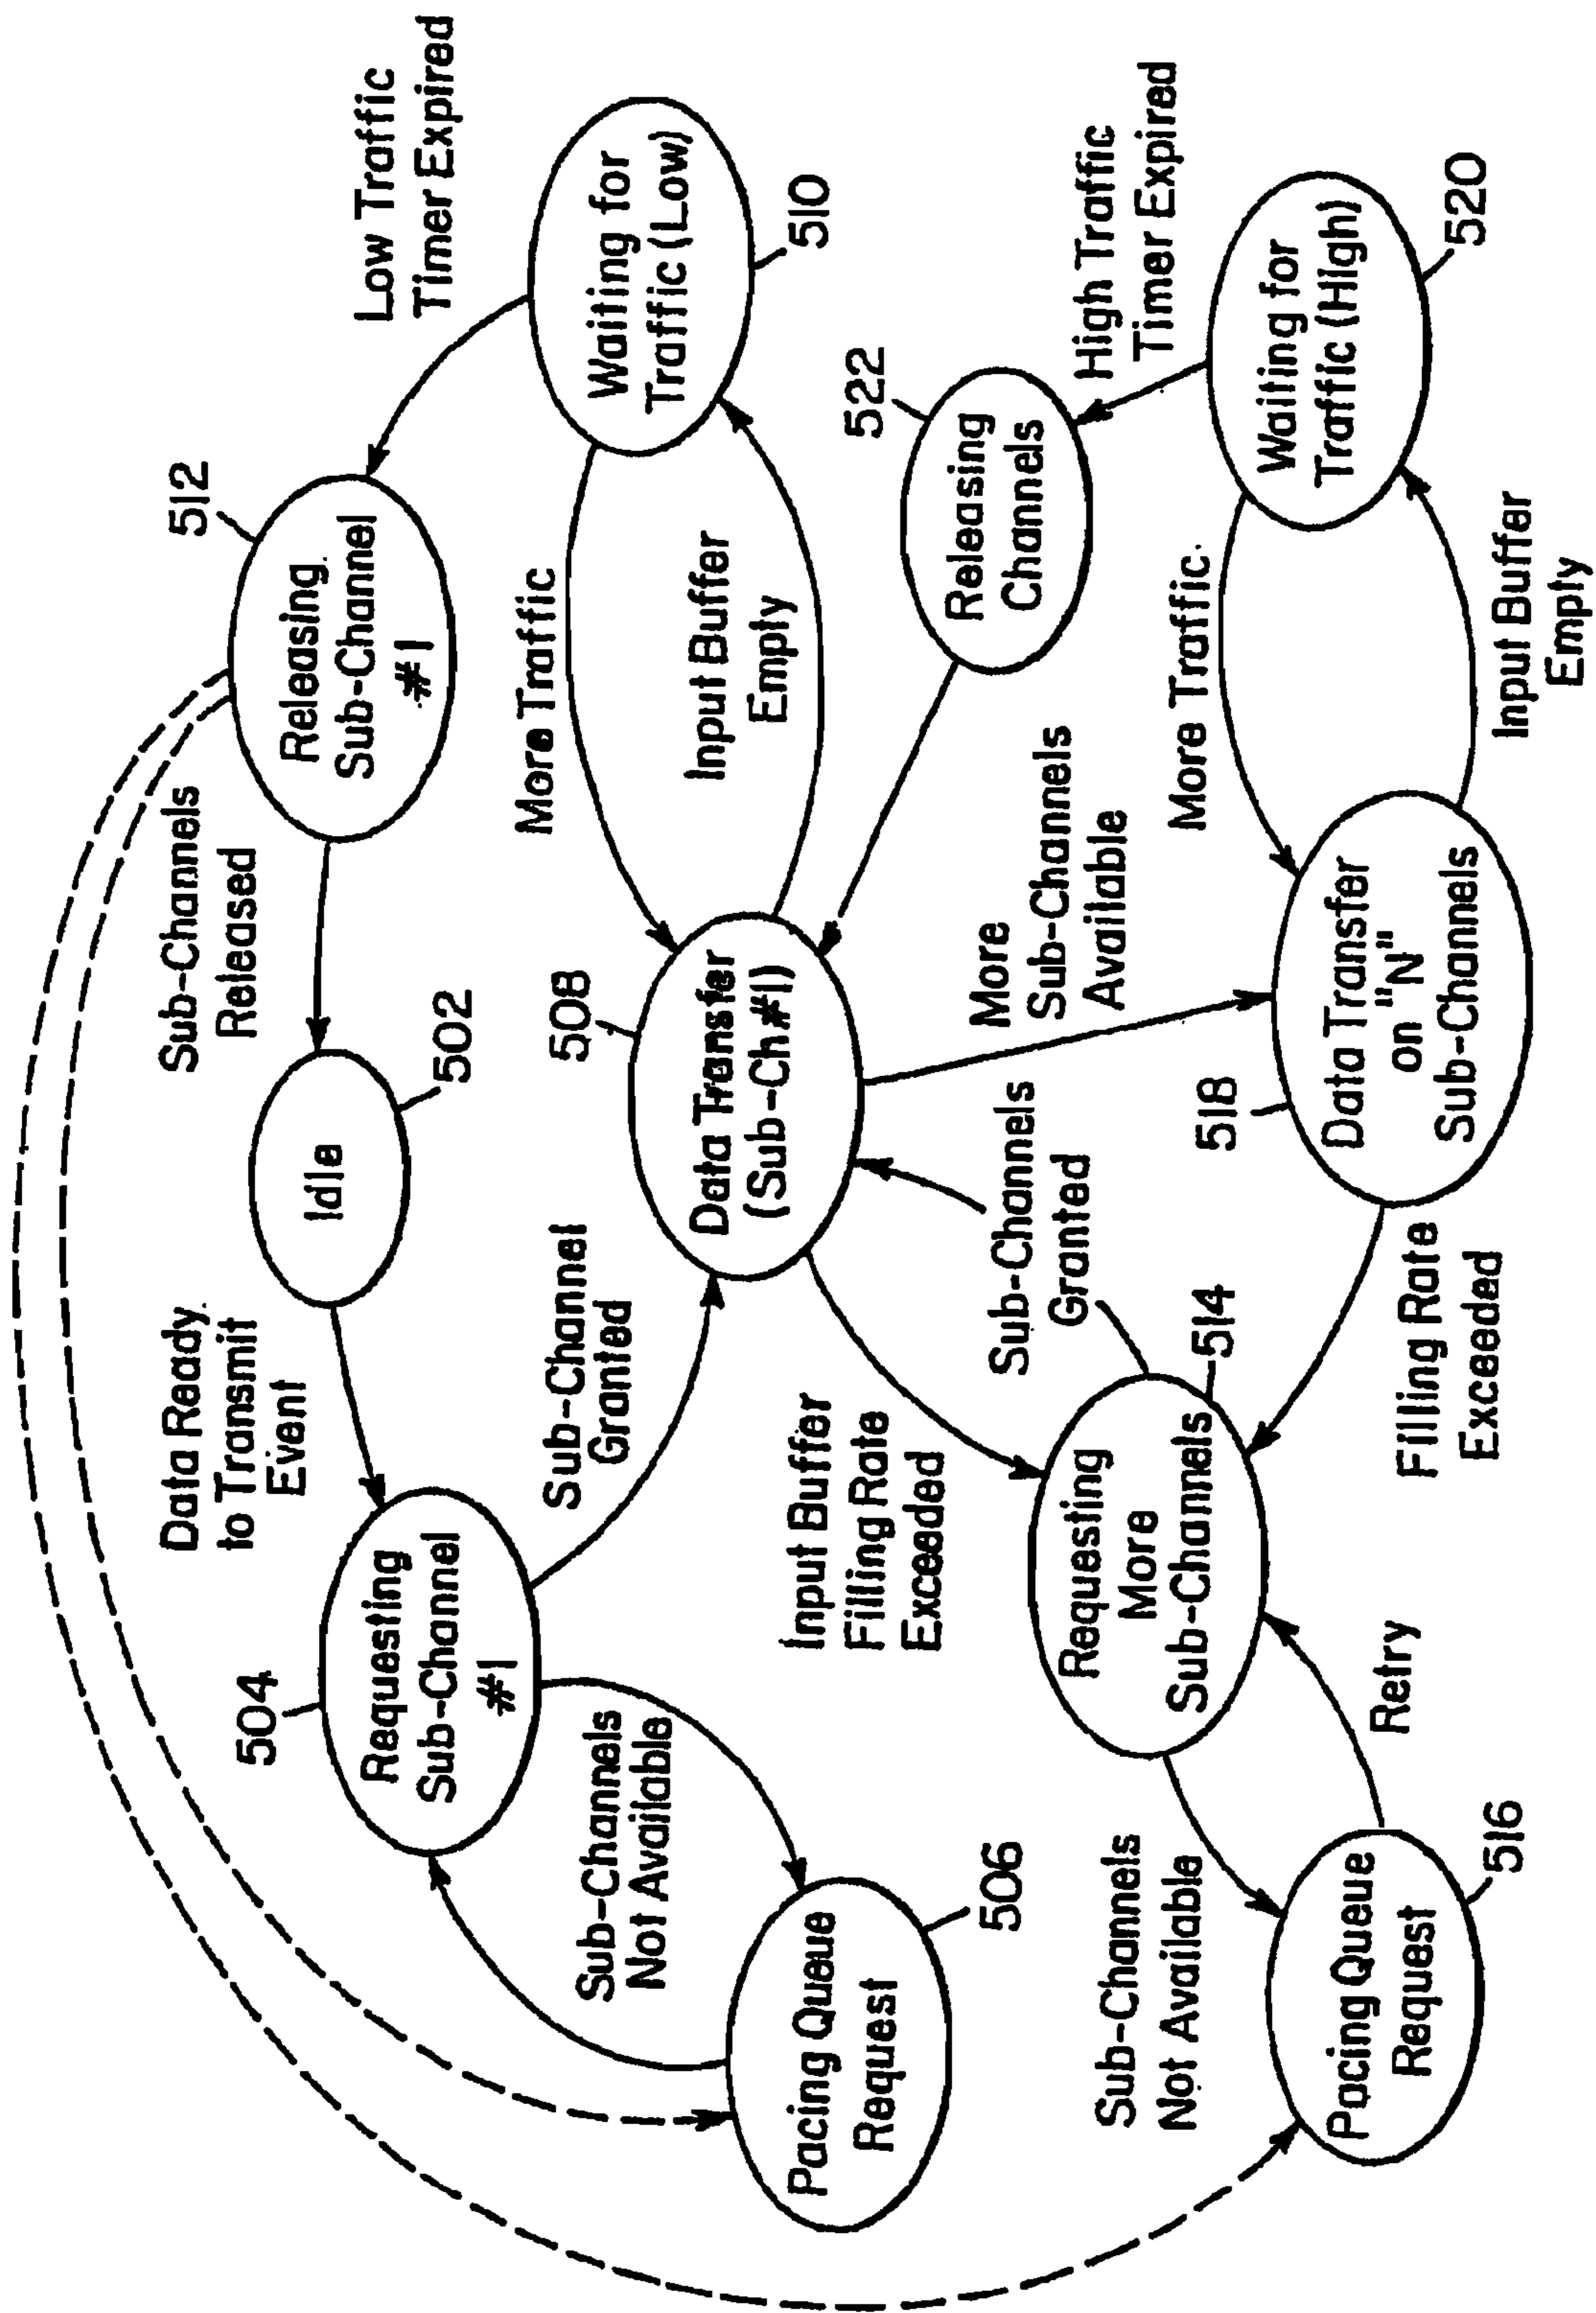 Data Ready
to Transmit
Event
Sub-Channels
Released
512
Low Traffic
Timer Expired
504
Requesting
Sub-Channel
#1
Idle
502
Releasing
Sub-Channel
#1
Sub-Channel
Granted
508
More Traffic
Waiting for
Traffic (Low)
510
Sub-Channels
Not Available
Data Transfer
(Sub-Ch#1)
Input Buffer
Empty
Pacing Queue
Request
506
Input Buffer
Filling Rate
Exceeded
522
Releasing
Channels
High Traffic
Timer Expired
Sub-Channels
Granted
More
Sub-Channels
Available
Requesting
More
Sub-Channels
514
Sub-Channels
Not Available
518
More Traffic
Waiting for
Traffic (High)
520
Pacing Queue
Request
516
Retry
Filling Rate
Exceeded
Data Transfer
on "N"
Sub-Channels
Input Buffer
Empty